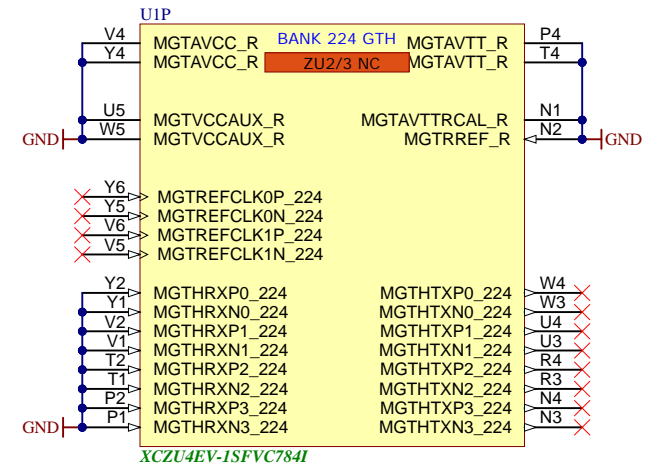 U1P
BANK 224 GTH
ZU2/3 NC
V4 MGTAVCC_R MGTAVTT_R P4
Y4 MGTAVCC_R MGTAVTT_R T4
U5 MGTVCCAUX_R MGTAVTTRCAL_R N1
GND W5 MGTVCCAUX_R MGTRREF_R N2 GND
Y6 MGTREFCLK0P_224
Y5 MGTREFCLK0N_224
V6 MGTREFCLK1P_224
V5 MGTREFCLK1N_224
Y2 MGTHRXP0_224 MGTHTXP0_224 W4
Y1 MGTHRXN0_224 MGTHTXN0_224 W3
V2 MGTHRXP1_224 MGTHTXP1_224 U4
V1 MGTHRXN1_224 MGTHTXN1_224 U3
T2 MGTHRXP2_224 MGTHTXP2_224 R4
T1 MGTHRXN2_224 MGTHTXN2_224 R3
P2 MGTHRXP3_224 MGTHTXP3_224 N4
GND P1 MGTHRXN3_224 MGTHTXN3_224 N3
XCZU4EV-1SFVC784I